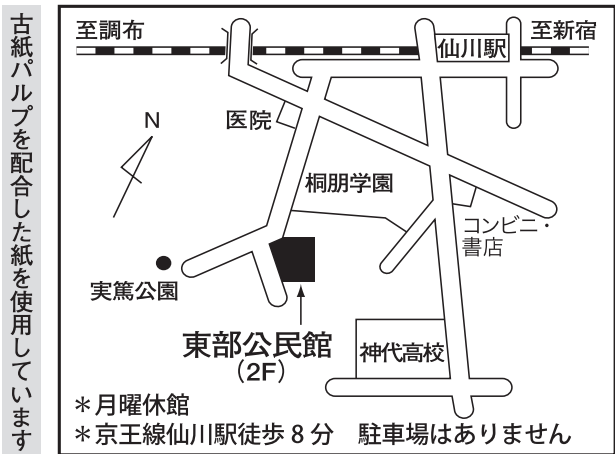 古紙パルプを配合した紙を使用しています
至調布
仙川駅
至新宿
医院
N
桐朋学園
コンビニ・
書店
実篤公園
東部公民館
(2F)
神代高校
＊月曜休館
＊京王線仙川駅徒歩8分　駐車場はありません